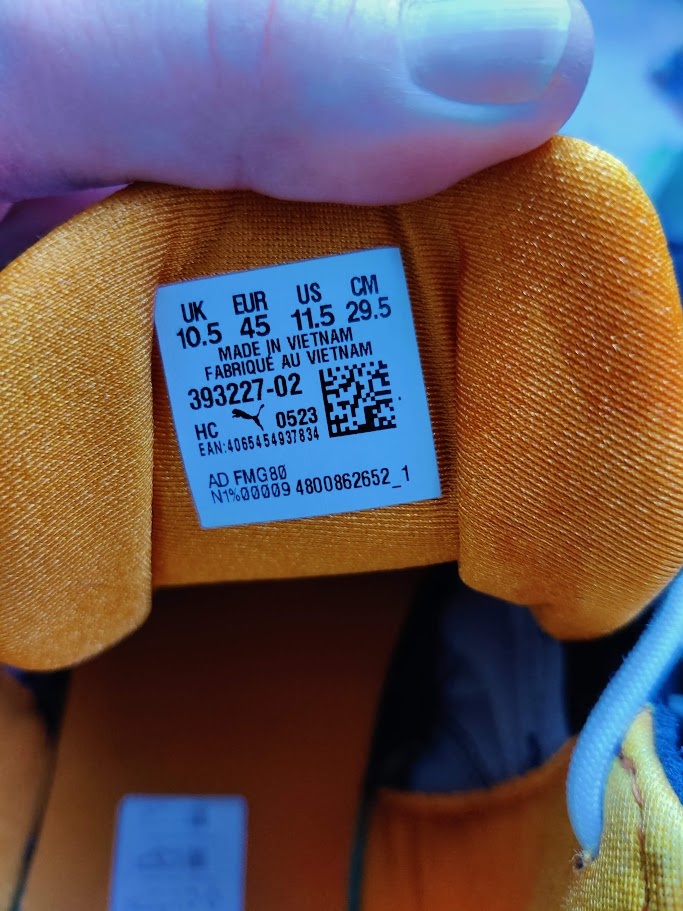 UK EUR US CM
10.5 45 11.5 29.5
MADE IN VIETNAM
FABRIQUÉ AU VIETNAM
393227-02
HC 0523
EAN:4065454937834
AD FMG80
N1%00009 4800862652_1